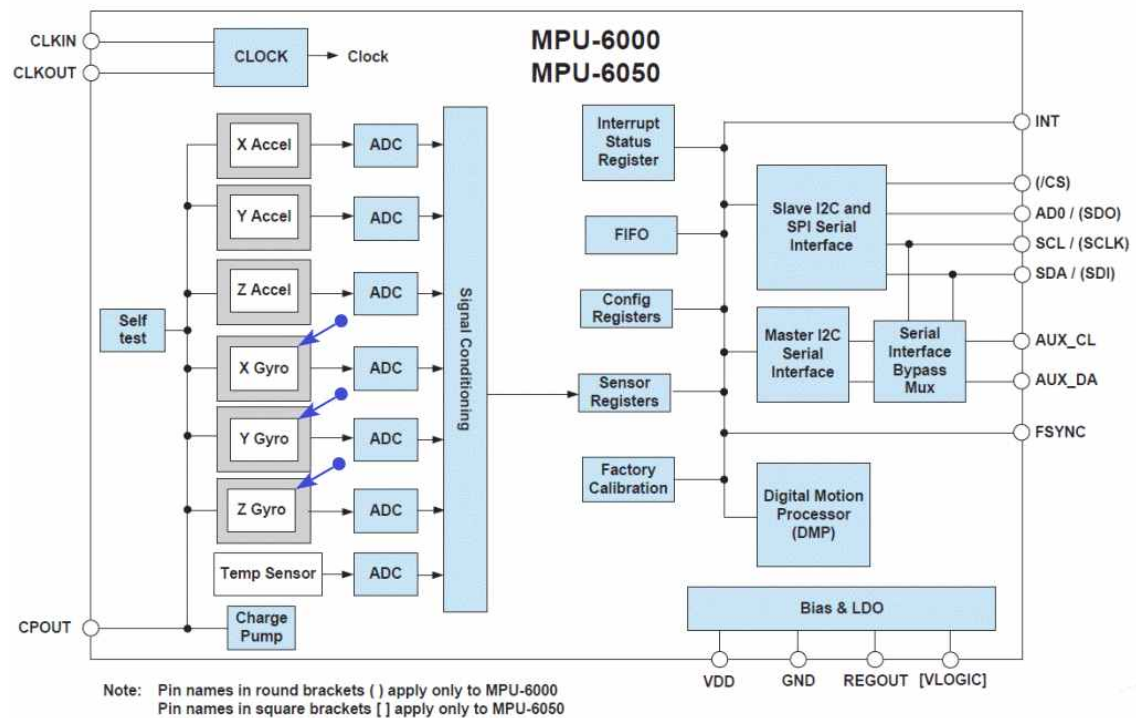 MPU-6000
MPU-6050
CLKIN
CLKOUT
CLOCK
Clock
X Accel
ADC
Y Accel
ADC
Z Accel
ADC
Self
test
X Gyro
ADC
Y Gyro
ADC
Z Gyro
ADC
Temp Sensor
ADC
CPOUT
Charge
Pump
Signal Conditioning
Interrupt
Status
Register
FIFO
Config
Registers
Sensor
Registers
Factory
Calibration
Slave I2C and
SPI Serial
Interface
Master I2C
Serial
Interface
Serial
Interface
Bypass
Mux
Digital Motion
Processor
(DMP)
INT
(/CS)
AD0 / (SDO)
SCL / (SCLK)
SDA / (SDI)
AUX_CL
AUX_DA
FSYNC
Bias & LDO
VDD
GND
REGOUT
[VLOGIC]
Note: Pin names in round brackets ( ) apply only to MPU-6000
Pin names in square brackets [ ] apply only to MPU-6050